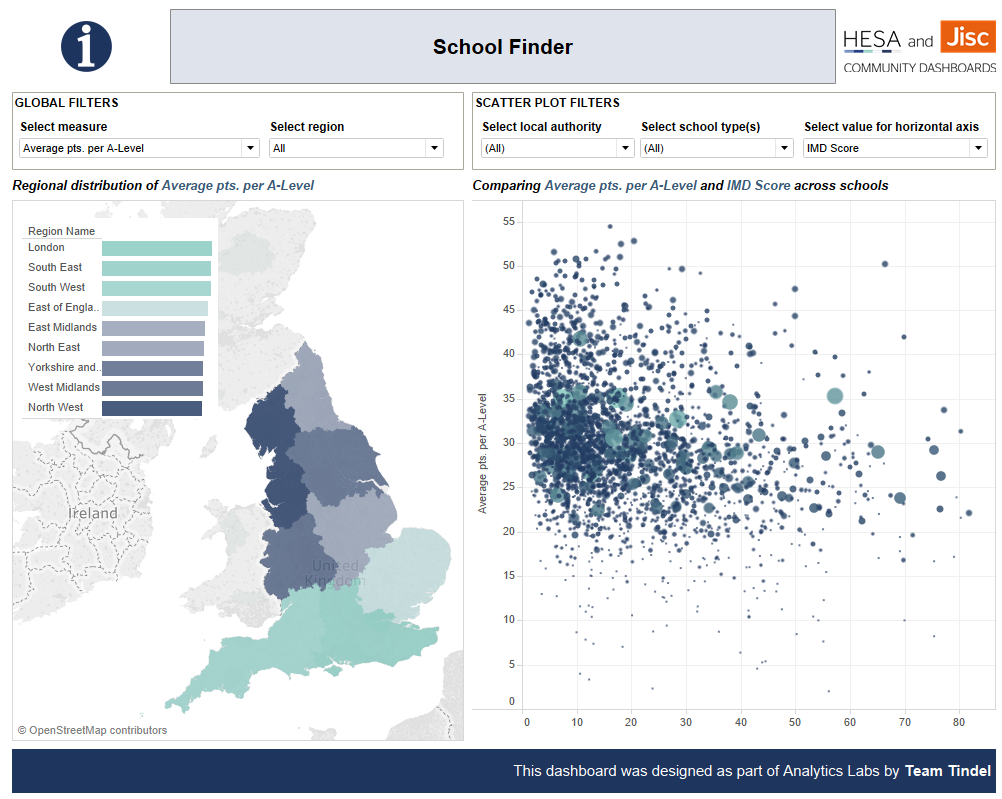 i
School Finder
HESA and Jisc
COMMUNITY DASHBOARDS
GLOBAL FILTERS
Select measure
Select region
Average pts. per A-Level
All
SCATTER PLOT FILTERS
Select local authority
Select school type(s)
Select value for horizontal axis
(All)
(All)
IMD Score
Regional distribution of Average pts. per A-Level
Region Name
London
South East
South West
East of Engla..
East Midlands
North East
Yorkshire and..
West Midlands
North West
Ireland
United
Kingdom
© OpenStreetMap contributors
Comparing Average pts. per A-Level and IMD Score across schools
Average pts. per A-Level
55
50
45
40
35
30
25
20
15
10
5
0
0 10 20 30 40 50 60 70 80
This dashboard was designed as part of Analytics Labs by Team Tindel